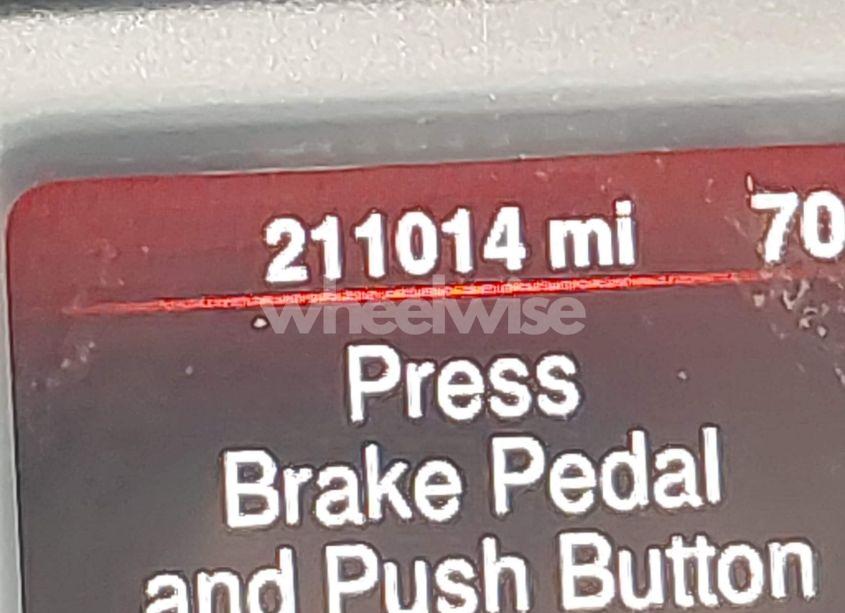 211014 mi 70
wheelwise
Press
Brake Pedal
and Push Button